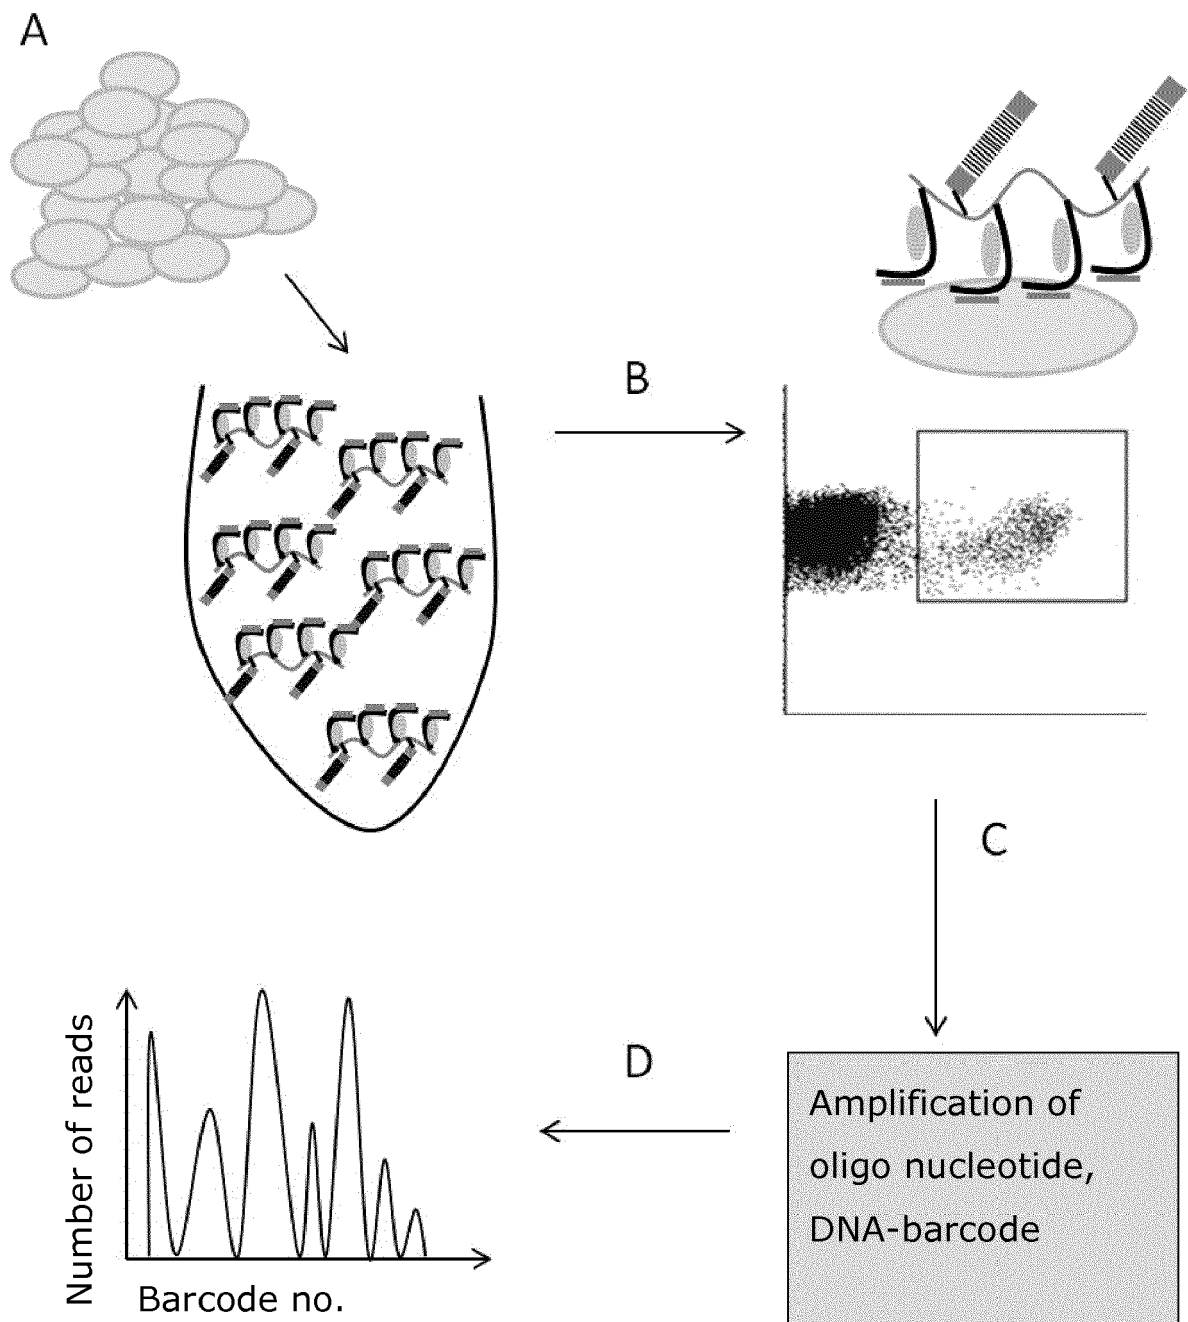 A
B
C
Amplification of
oligo nucleotide,
DNA-barcode
D
Number of reads
Barcode no.